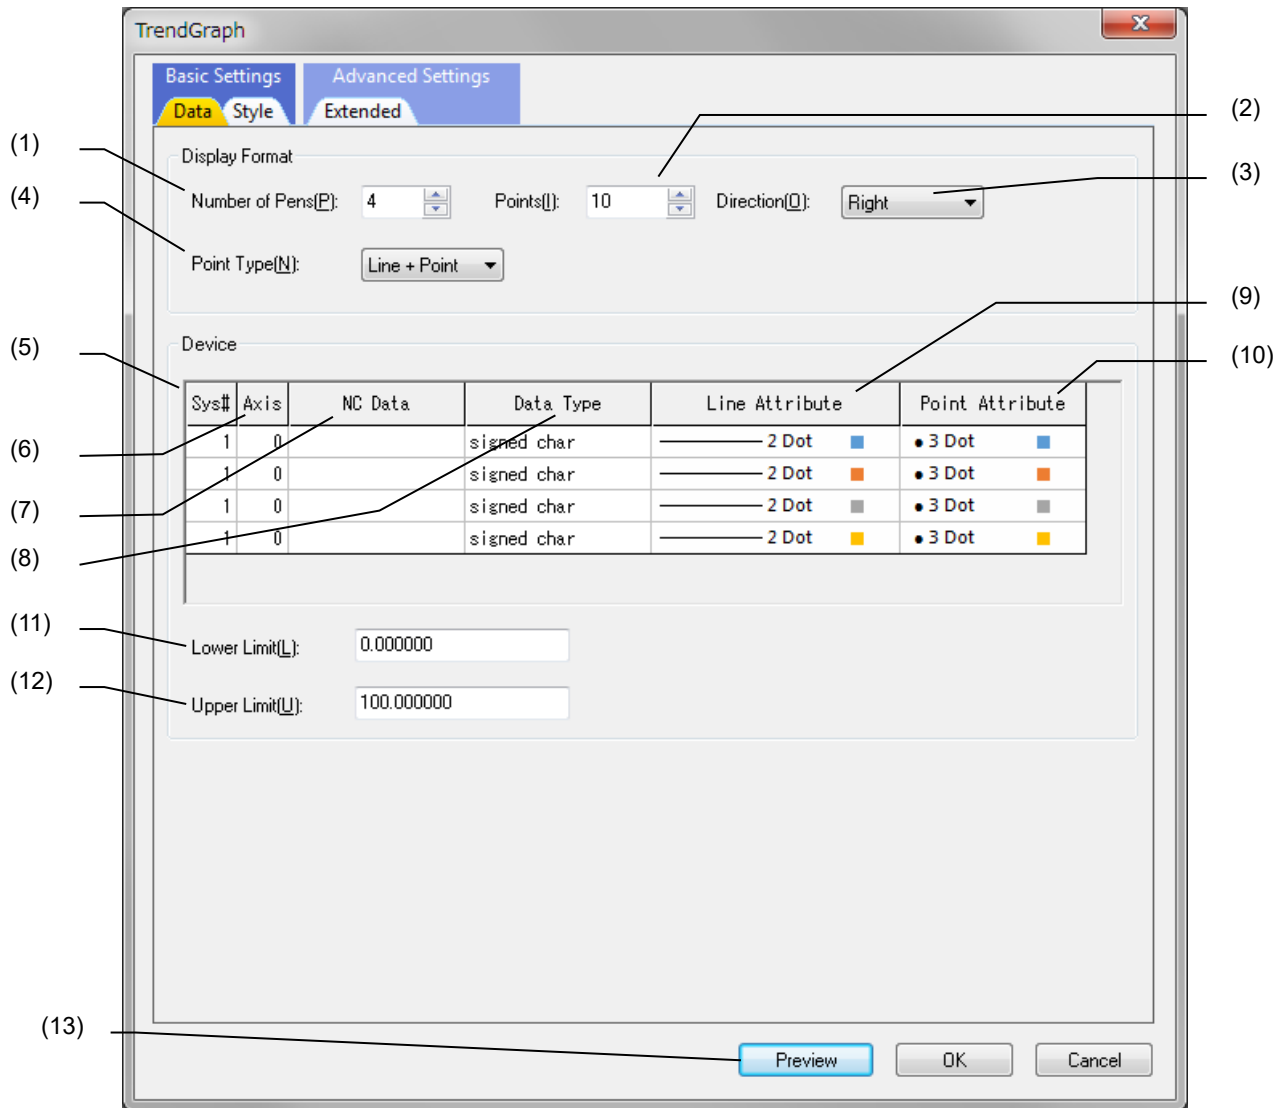 TrendGraph
x
Basic Settings Advanced Settings
Data Style Extended
(2)
(1)
Display Format
(3)
(4)
Number of Pens(P): 4 Points(I): 10 Direction(O): Right
Point Type(N): Line + Point
(9)
(5)
Device
(10)
Sys# Axis NC Data Data Type Line Attribute Point Attribute
(6)
1 0 signed char 2 Dot 3 Dot
1 0 signed char 2 Dot 3 Dot
(7)
1 0 signed char 2 Dot 3 Dot
1 0 signed char 2 Dot 3 Dot
(8)
(11)
Lower Limit(L): 0.000000
(12)
Upper Limit(U): 100.000000
(13)
Preview OK Cancel